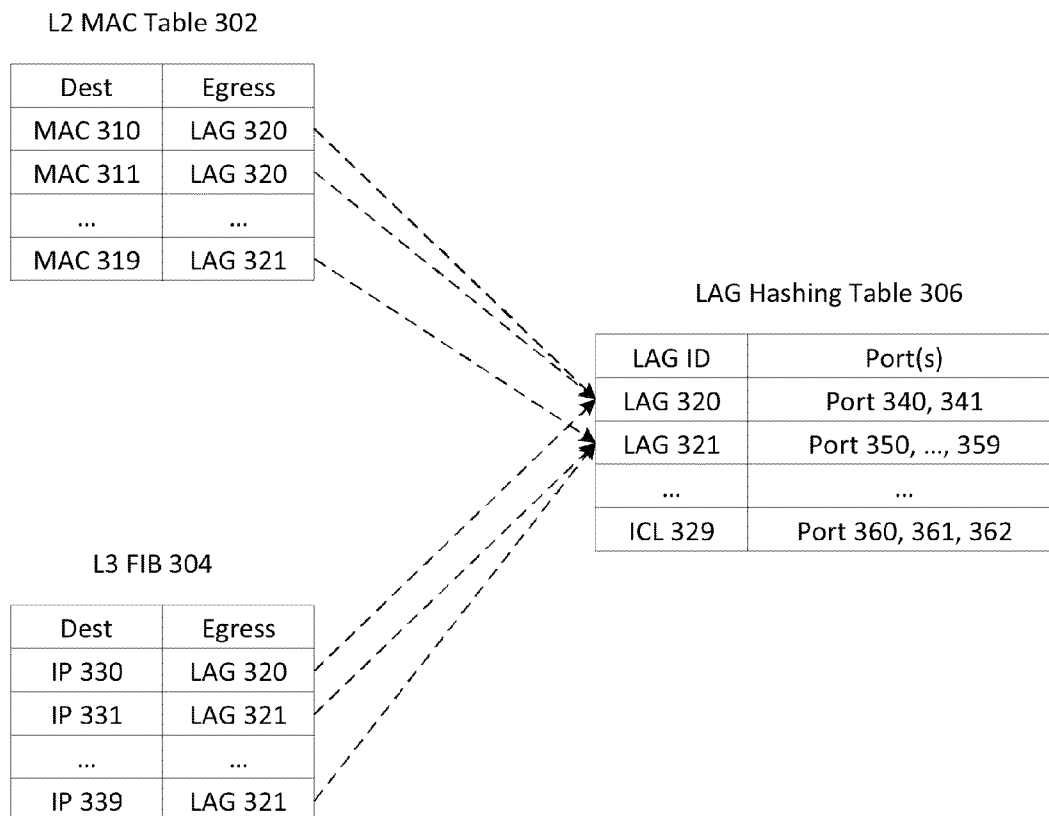 L2 MAC Table 302
Dest Egress
MAC 310 LAG 320
MAC 311 LAG 320
... ...
MAC 319 LAG 321
LAG Hashing Table 306
LAG ID Port(s)
LAG 320 Port 340, 341
LAG 321 Port 350, ..., 359
... ...
ICL 329 Port 360, 361, 362
L3 FIB 304
Dest Egress
IP 330 LAG 320
IP 331 LAG 321
... ...
IP 339 LAG 321